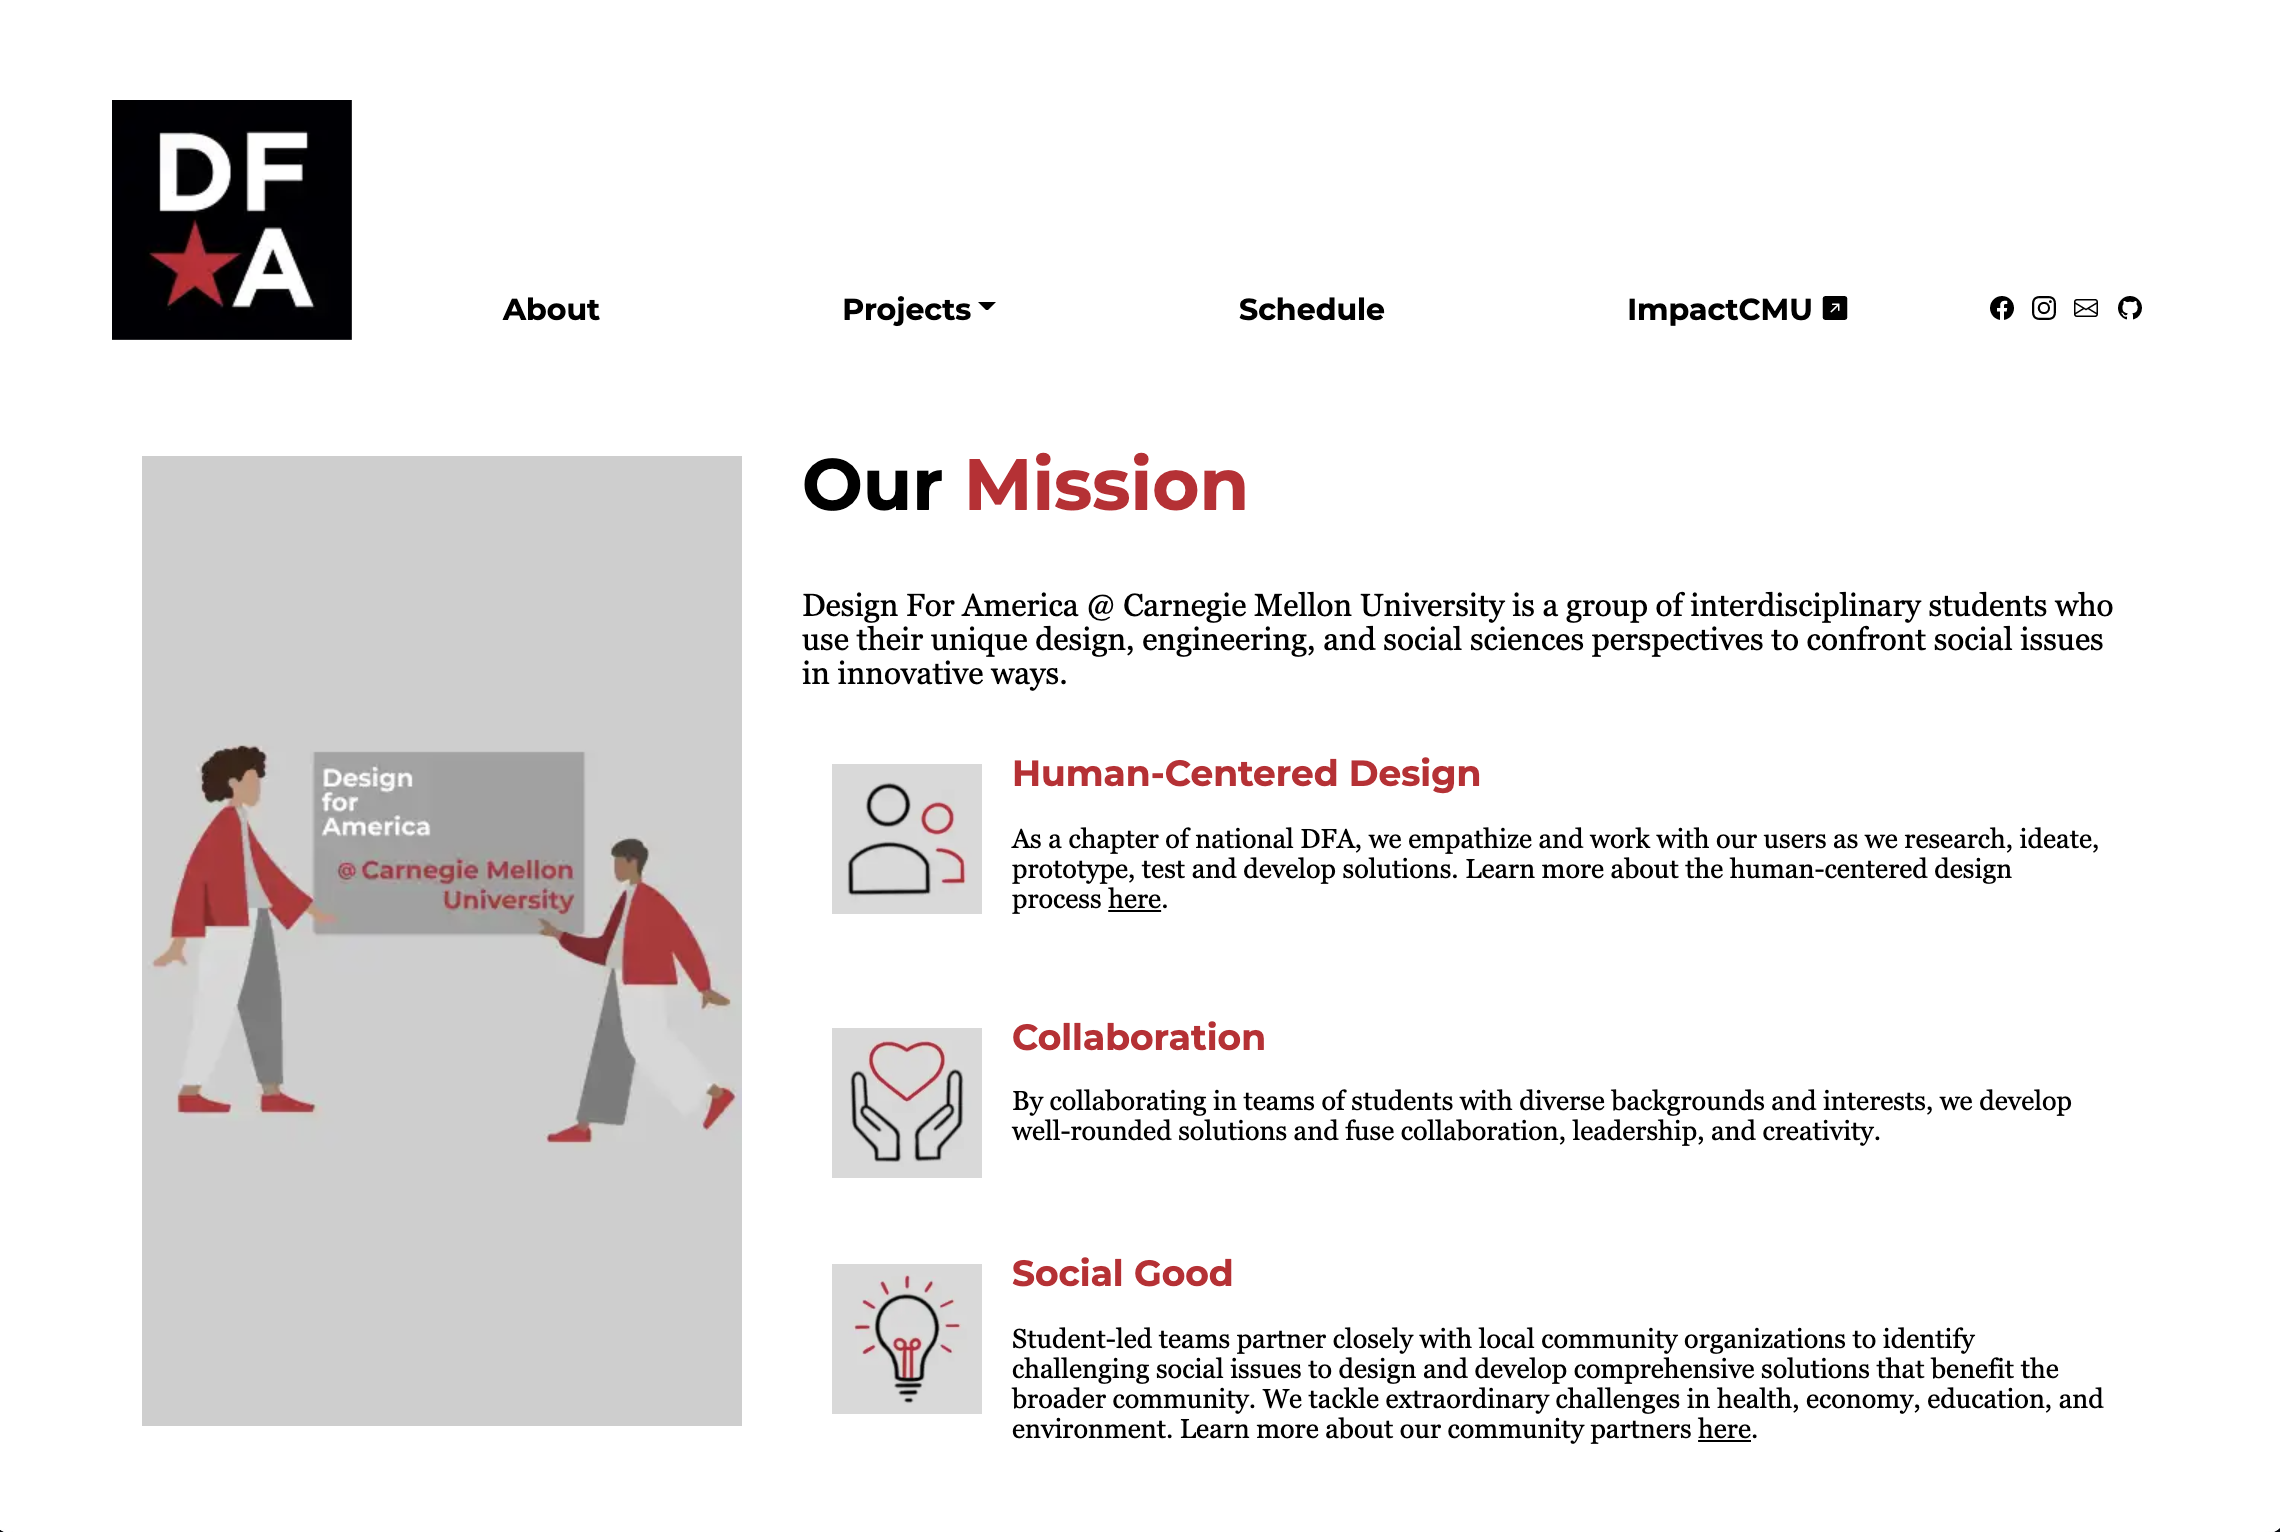 DF
A
About
Projects
Schedule
ImpactCMU
Design
for
America
@ Carnegie Mellon
University
Our Mission
Design For America @ Carnegie Mellon University is a group of interdisciplinary students who
use their unique design, engineering, and social sciences perspectives to confront social issues
in innovative ways.
Human-Centered Design
As a chapter of national DFA, we empathize and work with our users as we research, ideate,
prototype, test and develop solutions. Learn more about the human-centered design
process here.
Collaboration
By collaborating in teams of students with diverse backgrounds and interests, we develop
well-rounded solutions and fuse collaboration, leadership, and creativity.
Social Good
Student-led teams partner closely with local community organizations to identify
challenging social issues to design and develop comprehensive solutions that benefit the
broader community. We tackle extraordinary challenges in health, economy, education, and
environment. Learn more about our community partners here.